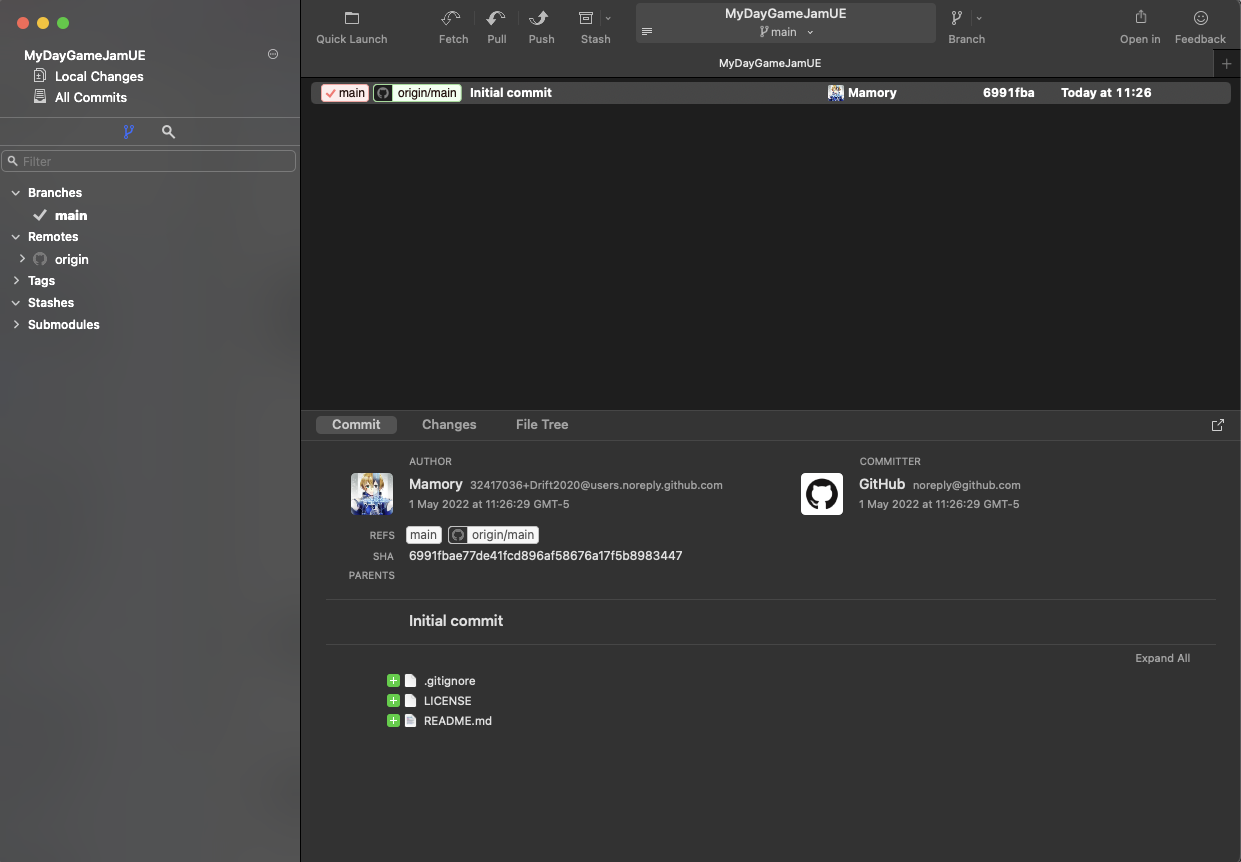 Quick Launch
Fetch
Pull
Push
Stash
MyDayGameJamUE
main
Branch
Open in
Feedback
MyDayGameJamUE
Local Changes
All Commits
Filter
Branches
main
Remotes
origin
Tags
Stashes
Submodules
MyDayGameJamUE
main origin/main Initial commit Mamory 6991fba Today at 11:26
Commit Changes File Tree
AUTHOR
Mamory 32417036+Drift2020@users.noreply.github.com
1 May 2022 at 11:26:29 GMT-5
COMMITTER
GitHub noreply@github.com
1 May 2022 at 11:26:29 GMT-5
REFS main origin/main
SHA 6991fbae77de41fcd896af58676a17f5b8983447
PARENTS
Initial commit
Expand All
.gitignore
LICENSE
README.md